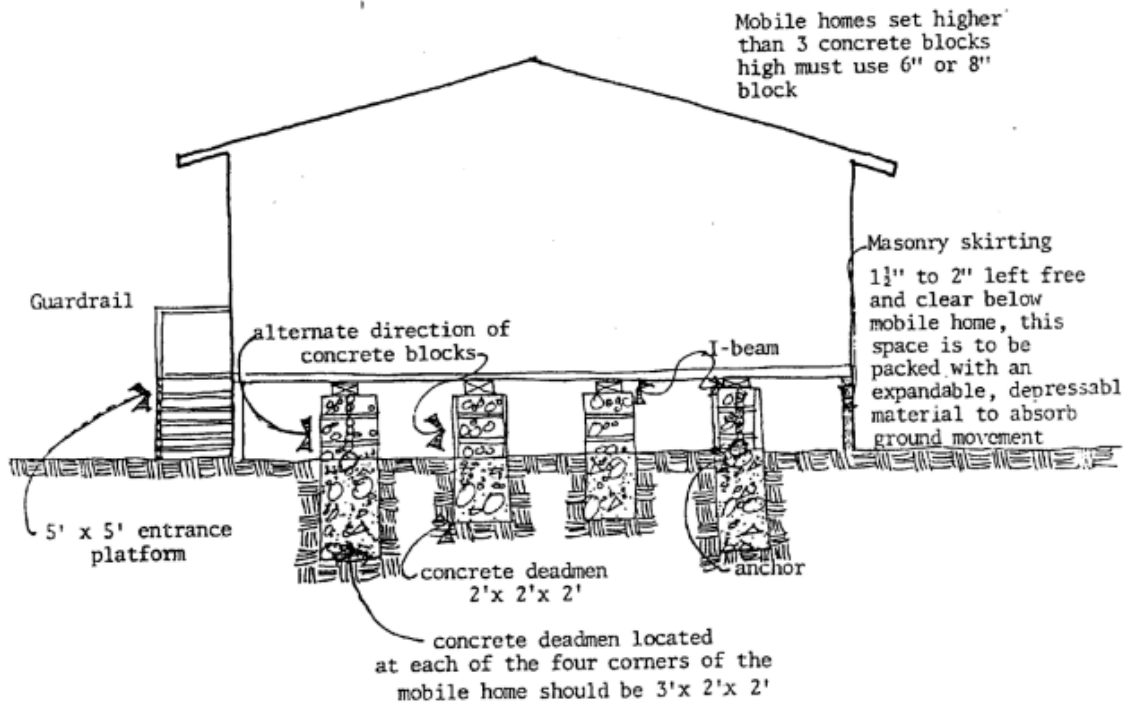 Mobile homes set higher
than 3 concrete blocks
high must use 6" or 8"
block
Guardrail
alternate direction of
concrete blocks
I-beam
Masonry skirting
1½" to 2" left free
and clear below
mobile home, this
space is to be
packed with an
expandable, depressabl
material to absorb
ground movement
5' x 5' entrance
platform
concrete deadmen
2'x 2'x 2'
anchor
concrete deadmen located
at each of the four corners of the
mobile home should be 3'x 2'x 2'